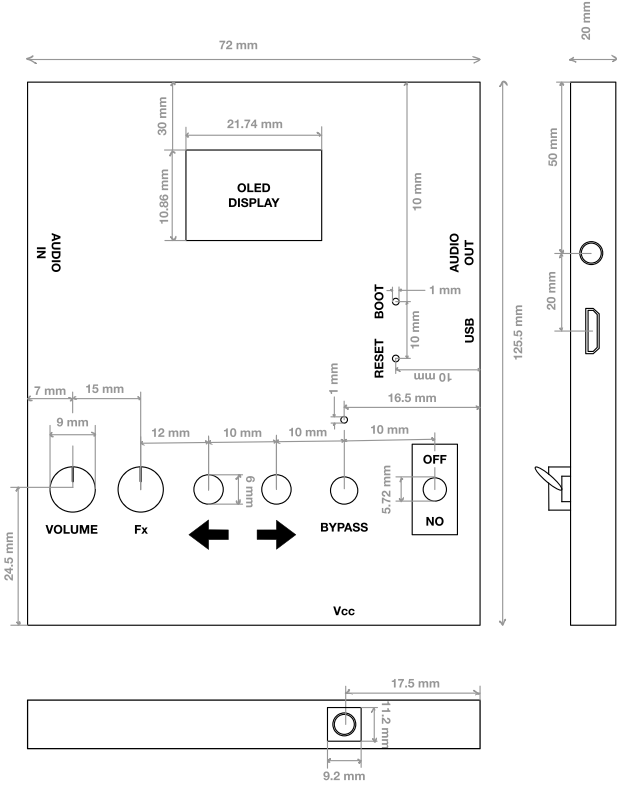 20 mm
72 mm
30 mm
21.74 mm
10.86 mm
OLED
DISPLAY
10 mm
50 mm
AUDIO
IN
AUDIO
OUT
BOOT
1 mm
10 mm
USB
20 mm
125.5 mm
RESET
10 mm
7 mm
15 mm
1 mm
16.5 mm
9 mm
12 mm
10 mm
10 mm
10 mm
OFF
6 mm
5.72 mm
VOLUME
Fx
BYPASS
NO
24.5 mm
Vcc
17.5 mm
11.2 mm
9.2 mm